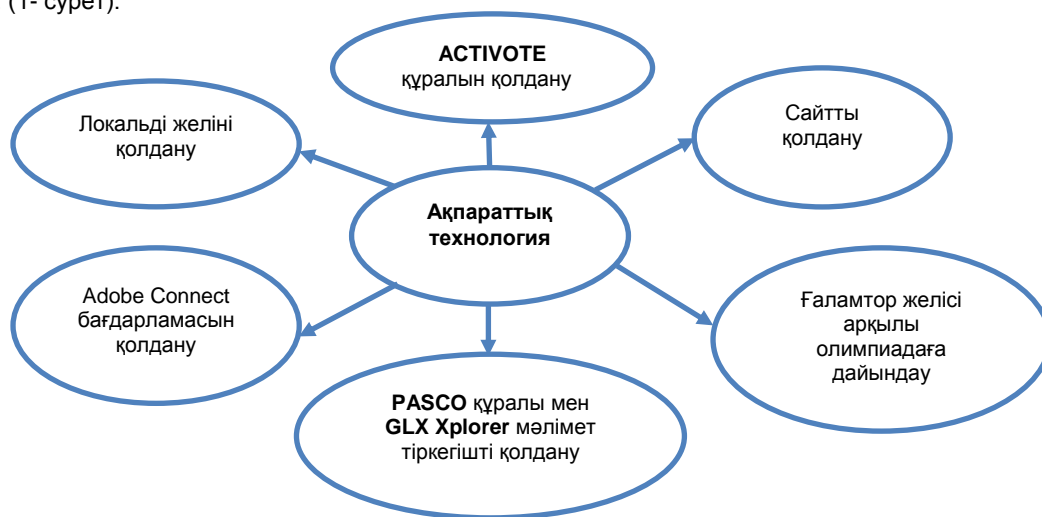 (1- сурет).
ACTIVOTE
құралын қолдану
Локальді желіні
қолдану
Сайтты
қолдану
Ақпараттық
технология
Adobe Connect
бағдарламасын
қолдану
Ғаламтор желісі
арқылы
олимпиадаға
дайындау
PASCO құралы мен
GLX Xplorer мәлімет
тіркегішті қолдану